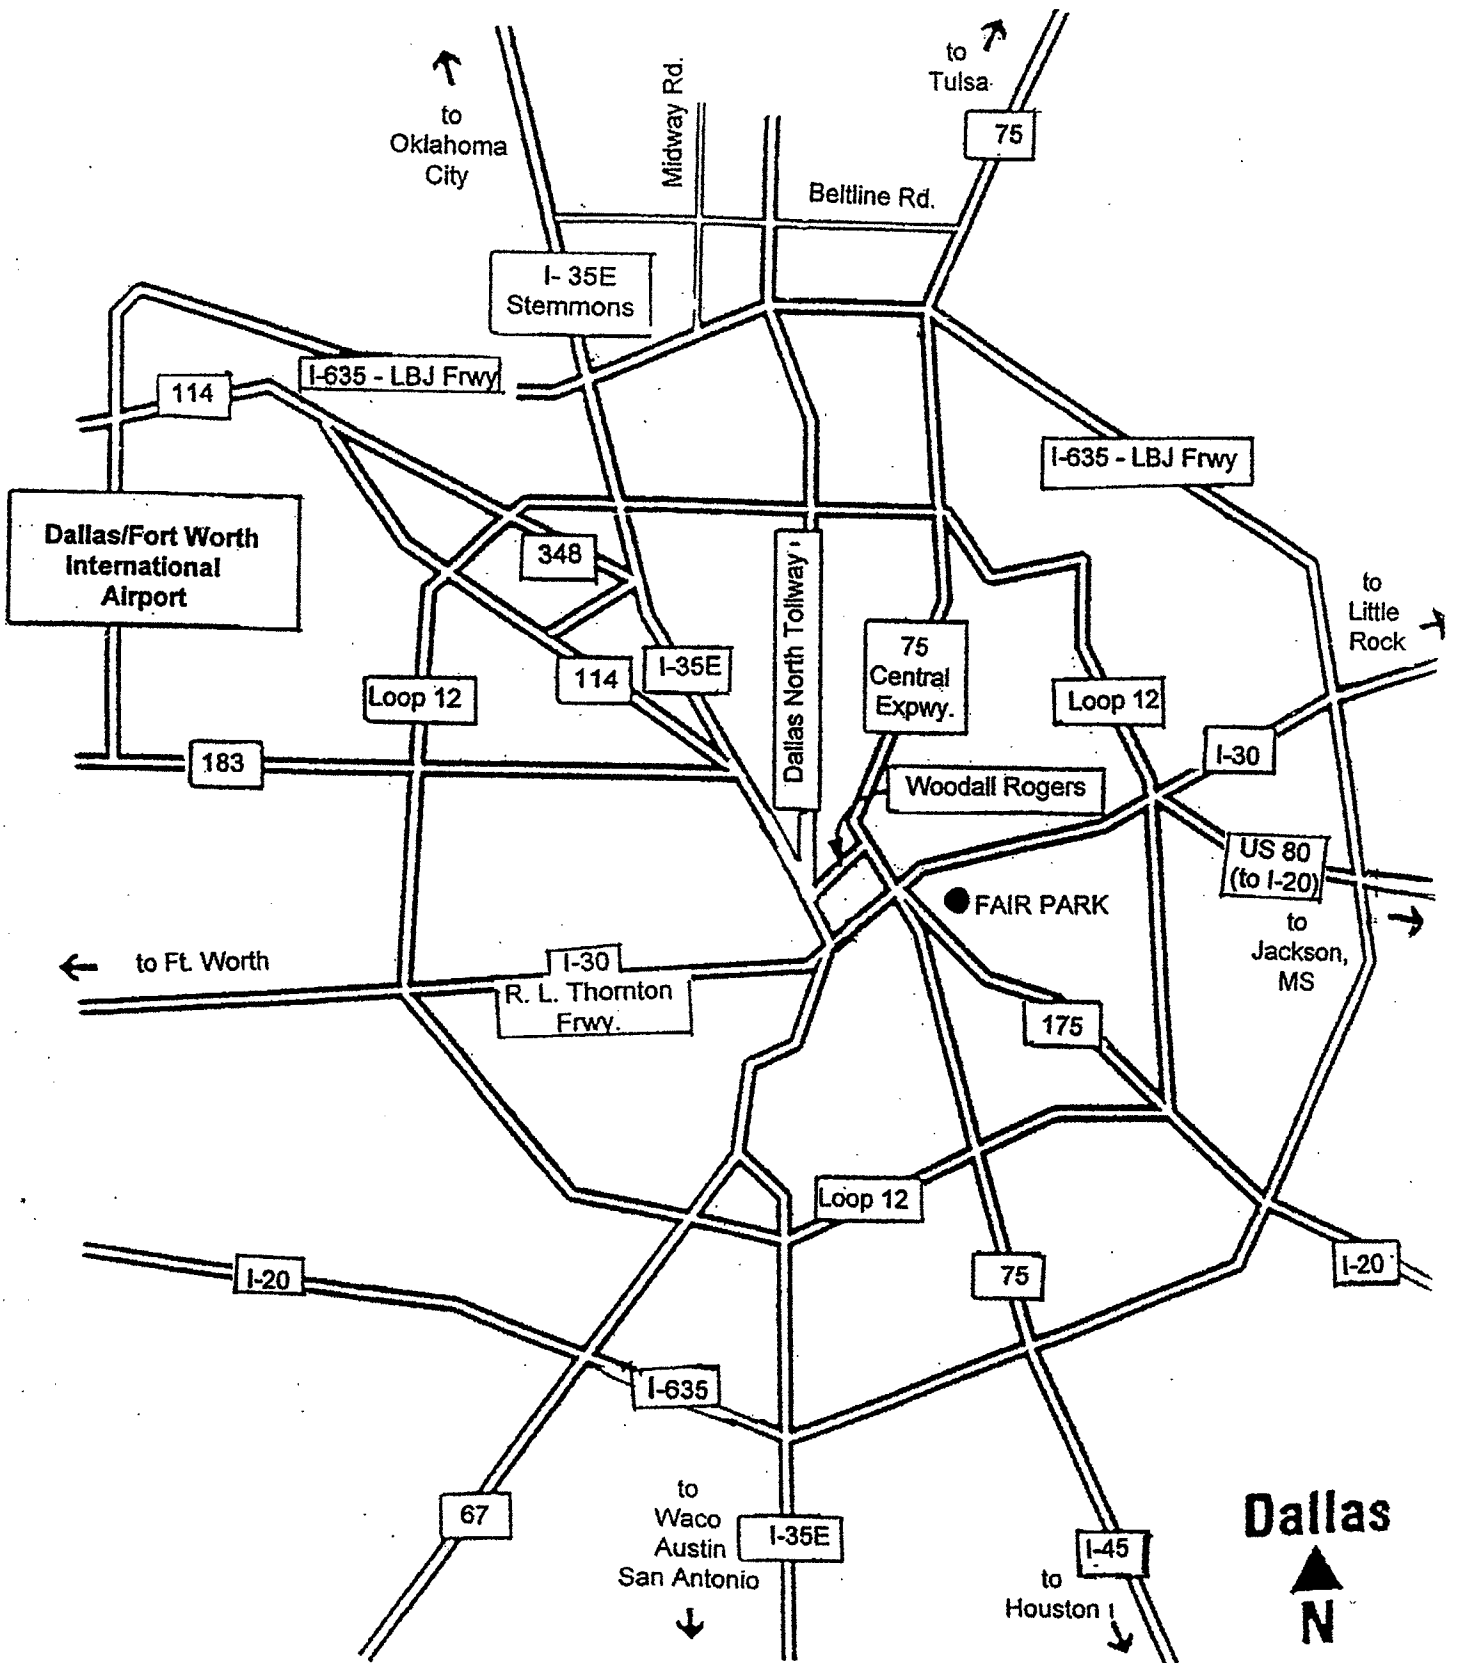 to
Tulsa
75
to
Oklahoma
City
Midway Rd.
Beltline Rd.
I- 35E
Stemmons
I-635 - LBJ Frwy
114
I-635 - LBJ Frwy
Dallas/Fort Worth
International
Airport
348
Dallas North Tollway
to
Little
Rock
75
Central
Expwy.
I-35E
114
Loop 12
Loop 12
183
I-30
Woodall Rogers
US 80
(to I-20)
FAIR PARK
to
Jackson,
MS
to Ft. Worth
I-30
R. L. Thornton
Frwy.
175
Loop 12
I-20
75
I-20
I-635
67
to
Waco
Austin
San Antonio
I-35E
I-45
to
Houston
Dallas
N